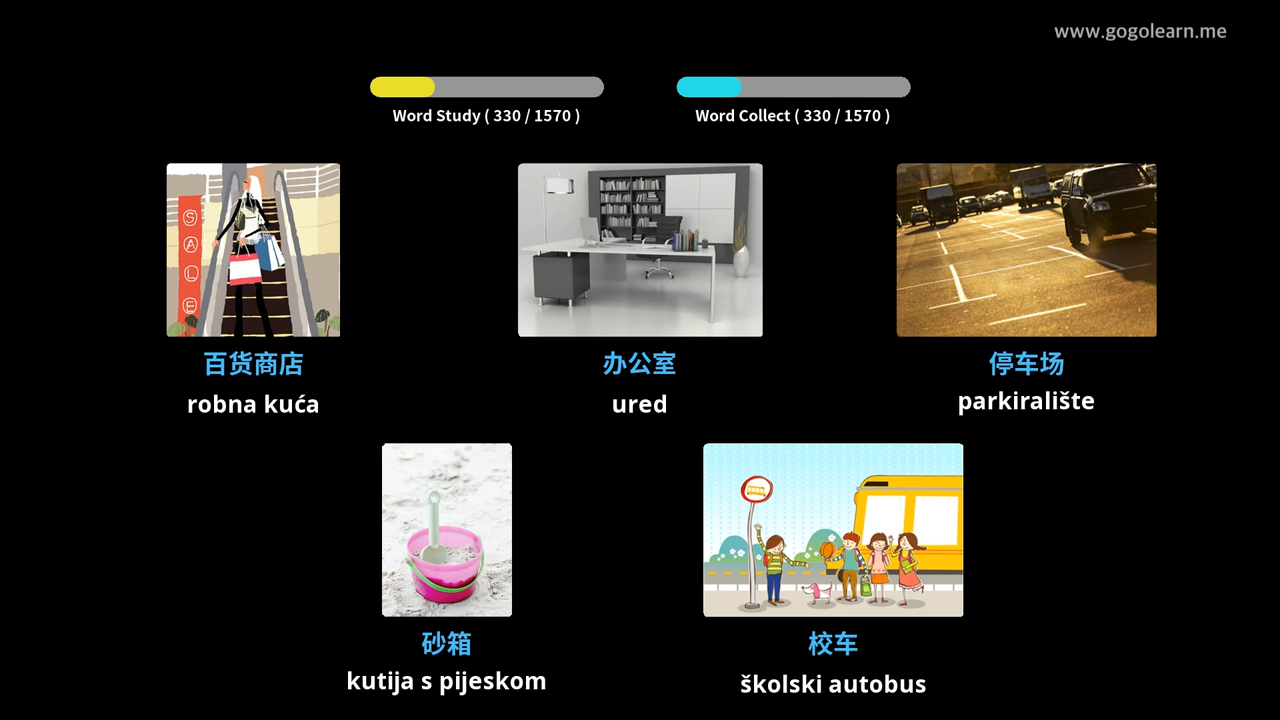 www.gogolearn.me
Word Study ( 330 / 1570 )
Word Collect ( 330 / 1570 )
S
A
L
E
百货商店
办公室
停车场
robna kuća
ured
parkiralište
砂箱
校车
kutija s pijeskom
školski autobus